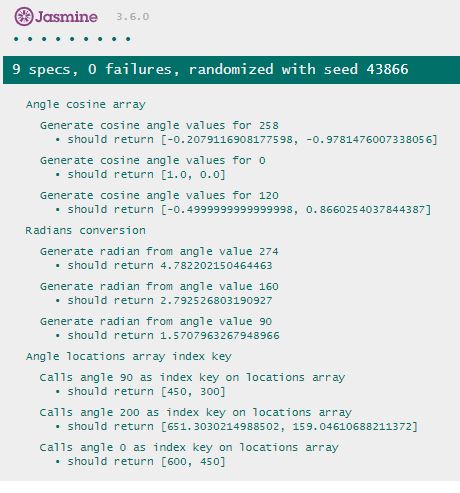 Jasmine 3.6.0
• • • • • • • • •
9 specs, 0 failures, randomized with seed 43866
Angle cosine array
Generate cosine angle values for 258
• should return [-0.2079116908177598, -0.9781476007338056]
Generate cosine angle values for 0
• should return [1.0, 0.0]
Generate cosine angle values for 120
• should return [-0.4999999999999998, 0.8660254037844387]
Radians conversion
Generate radian from angle value 274
• should return 4.782202150464463
Generate radian from angle value 160
• should return 2.792526803190927
Generate radian from angle value 90
• should return 1.5707963267948966
Angle locations array index key
Calls angle 90 as index key on locations array
• should return [450, 300]
Calls angle 200 as index key on locations array
• should return [651.3030214988502, 159.04610688211372]
Calls angle 0 as index key on locations array
• should return [600, 450]